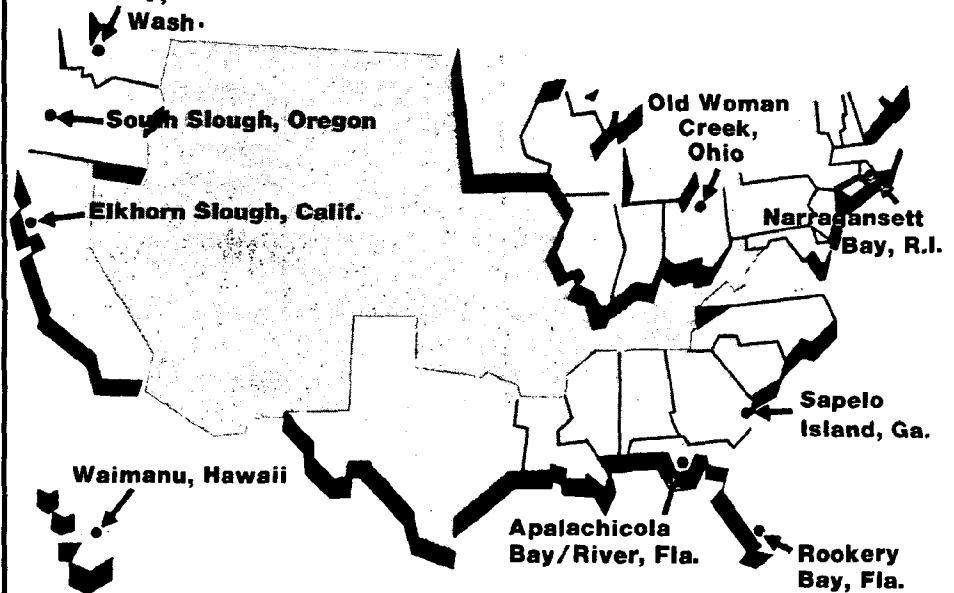 Wash.
South Slough, Oregon
Old Woman
Creek,
Ohio
Elkhorn Slough, Calif.
Narragansett
Bay, R.I.
Sapelo
Island, Ga.
Waimanu, Hawaii
Apalachicola
Bay/River, Fla.
Rookery
Bay, Fla.